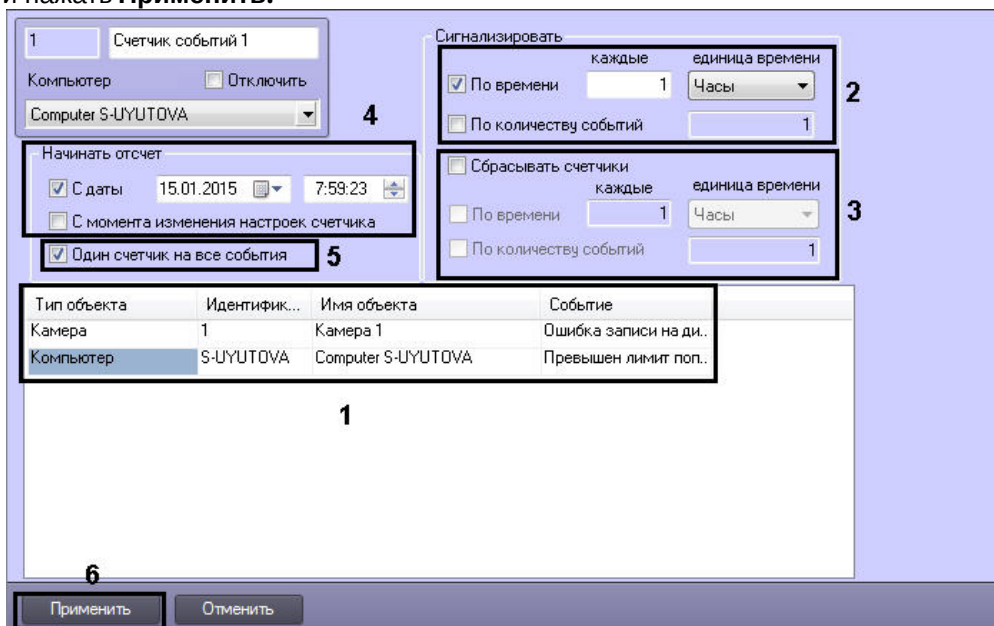 и нажать Применить.
1 Счетчик событий 1
Компьютер Отключить
Computer S-UYUTOVA
4
Сигнализировать
каждые единица времени
По времени 1 Часы
По количеству событий 1
2
Начинать отсчет
С даты 15.01.2015 7:59:23
С момента изменения настроек счетчика
Один счетчик на все события
5
Сбрасывать счетчики
каждые единица времени
По времени 1 Часы
По количеству событий 1
3
Тип объекта Идентифик... Имя объекта Событие
Камера 1 Камера 1 Ошибка записи на ди..
Компьютер S-UYUTOVA Computer S-UYUTOVA Превышен лимит поп..
1
6
Применить Отменить